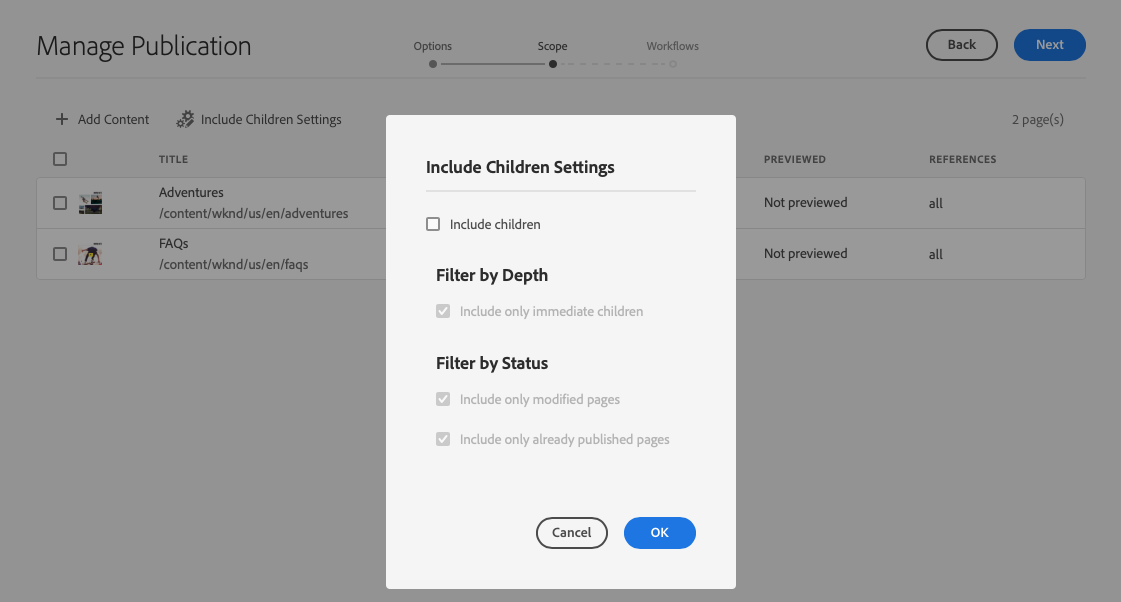 Manage Publication
Options
Scope
Workflows
Back
Next
Add Content
Include Children Settings
2 page(s)
TITLE
PREVIEWED
REFERENCES
Adventures
/content/wknd/us/en/adventures
Not previewed
all
FAQs
/content/wknd/us/en/faqs
Not previewed
all
Include Children Settings
Include children
Filter by Depth
Include only immediate children
Filter by Status
Include only modified pages
Include only already published pages
Cancel
OK